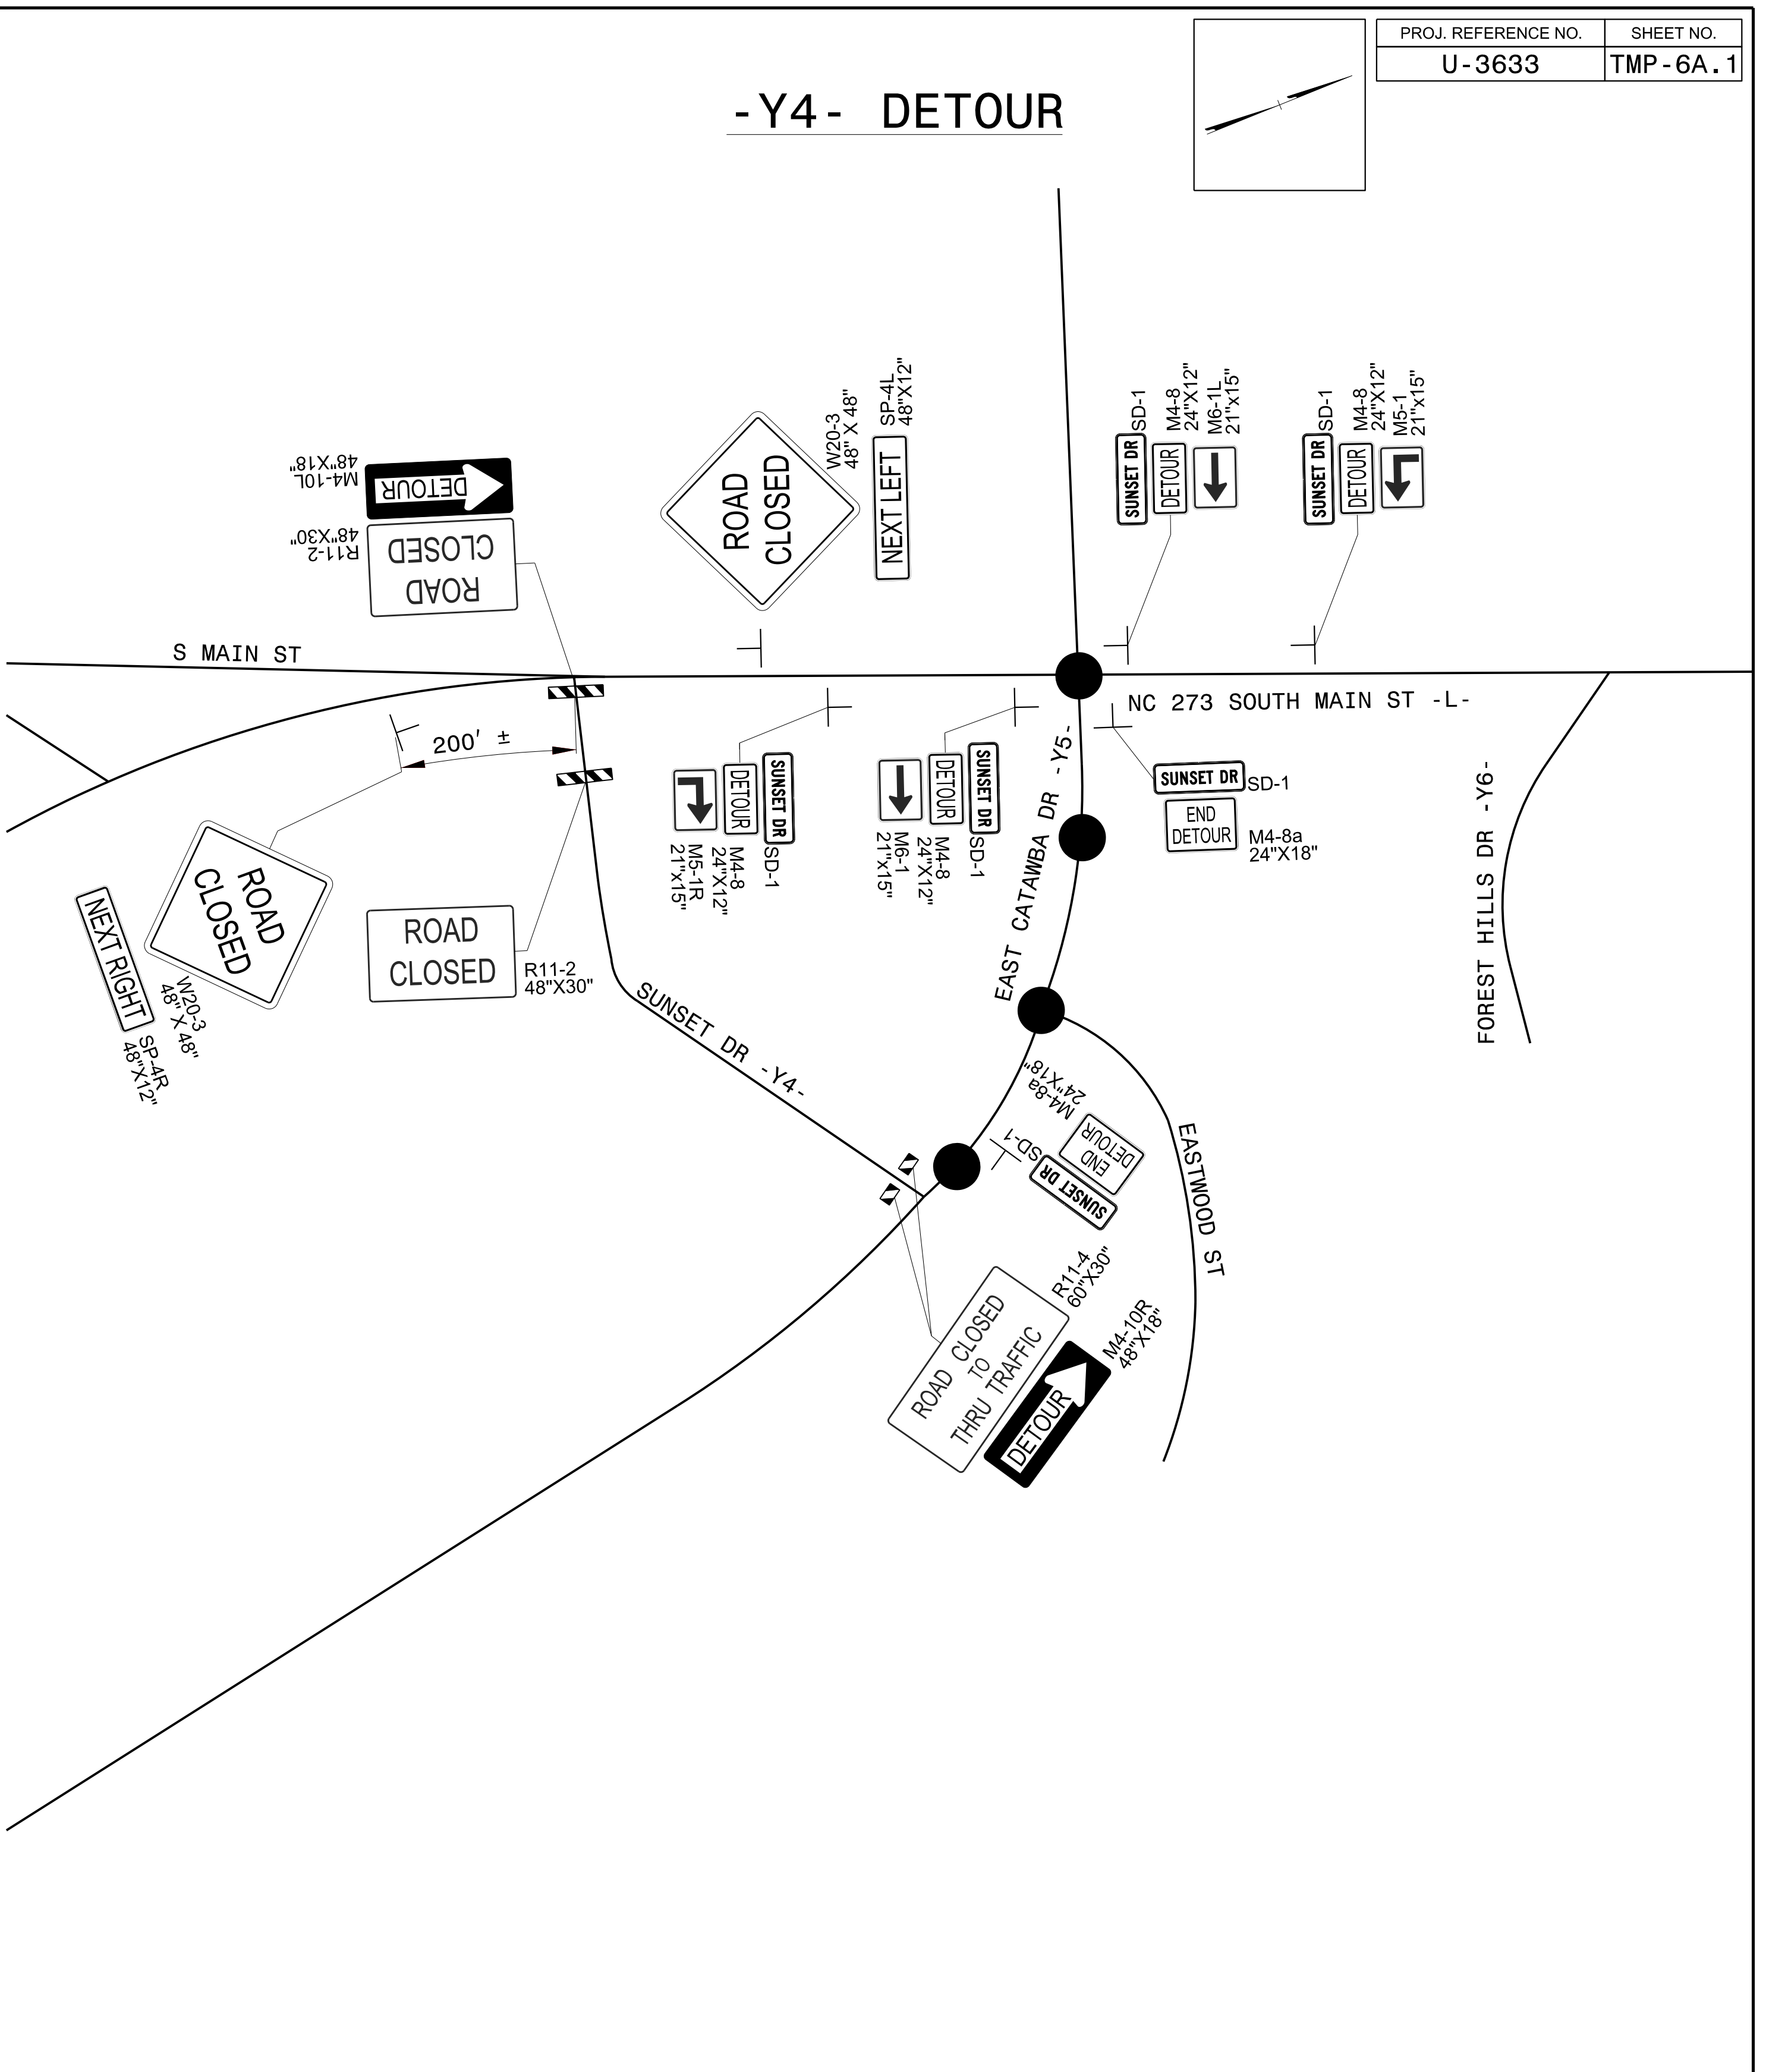 PROJ. REFERENCE NO.
SHEET NO.
U-3633
TMP-6A.1
-Y4- DETOUR
DETOUR
M4-10L
48"X18"
ROAD
CLOSED
R11-2
48"X30"
ROAD
CLOSED
W20-3
48" X 48"
NEXT LEFT
SP-4L
48"X12"
SUNSET DR
SD-1
DETOUR
M4-8
24"X12"
M6-1L
21"x15"
SUNSET DR
SD-1
DETOUR
M4-8
24"X12"
M5-1
21"x15"
S MAIN ST
NC 273 SOUTH MAIN ST -L-
200' ±
SUNSET DR
SD-1
DETOUR
M4-8
24"X12"
M5-1R
21"x15"
SUNSET DR
SD-1
DETOUR
M4-8
24"X12"
M6-1
21"x15"
EAST CATAWBA DR -Y5-
SUNSET DR
SD-1
END
DETOUR
M4-8a
24"X18"
FOREST HILLS DR -Y6-
ROAD
CLOSED
W20-3
48" X 48"
NEXT RIGHT
SP-4R
48"X12"
ROAD
CLOSED
R11-2
48"X30"
SUNSET DR -Y4-
M4-8a
24"X18"
END
DETOUR
SD-1
SUNSET DR
EASTWOOD ST
ROAD CLOSED
TO
THRU TRAFFIC
R11-4
60"X30"
DETOUR
M4-10R
48"X18"